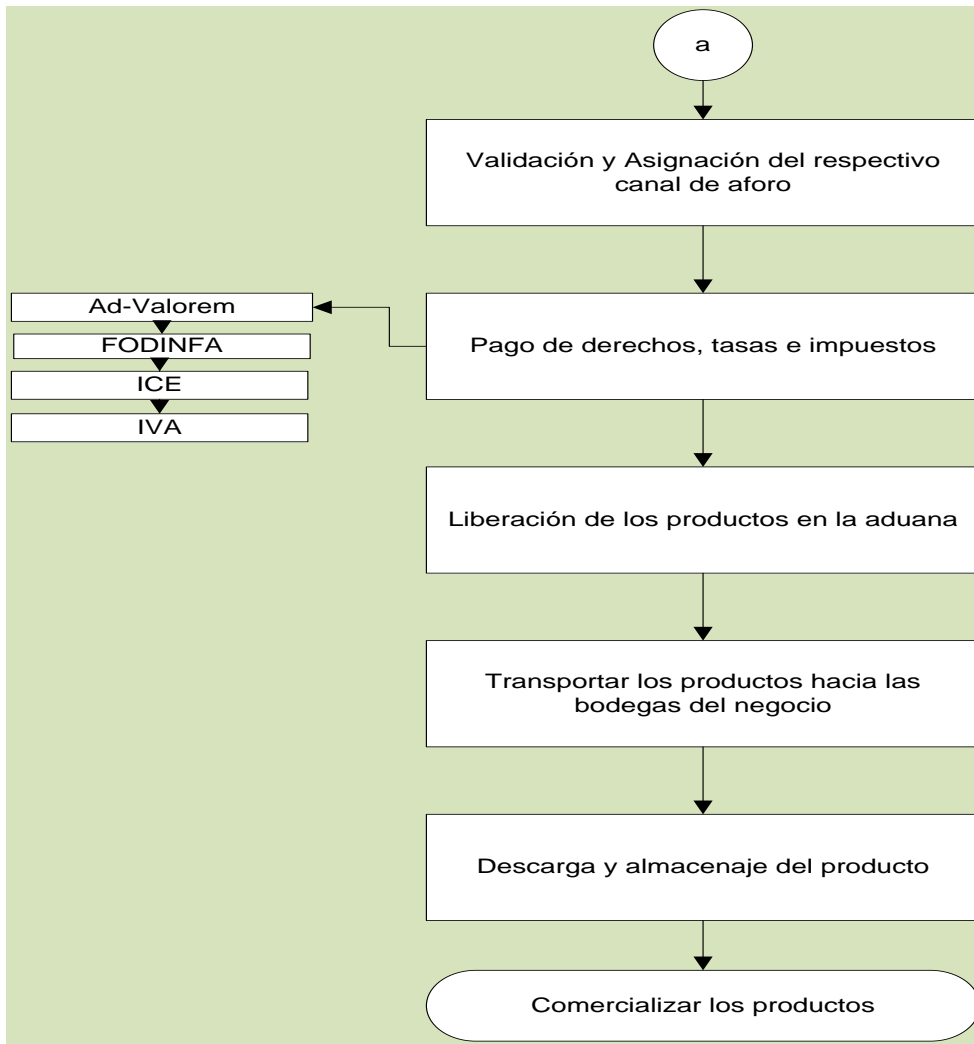 a
Validación y Asignación del respectivo
canal de aforo
Pago de derechos, tasas e impuestos
Ad-Valorem
FODINFA
ICE
IVA
Liberación de los productos en la aduana
Transportar los productos hacia las
bodegas del negocio
Descarga y almacenaje del producto
Comercializar los productos